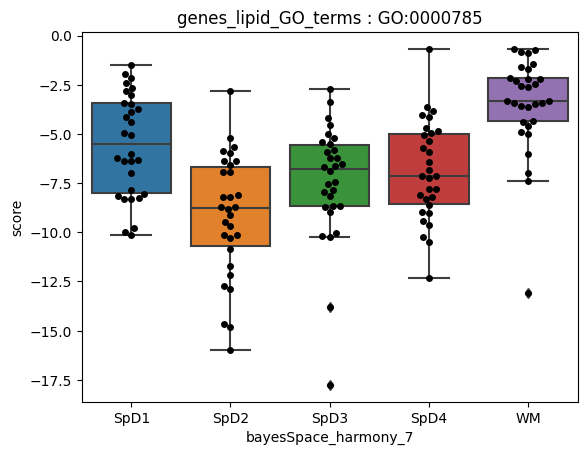 genes_lipid_GO_terms : GO:0000785
score
0.0
−2.5
−5.0
−7.5
−10.0
−12.5
−15.0
−17.5
SpD1 SpD2 SpD3 SpD4 WM
bayesSpace_harmony_7